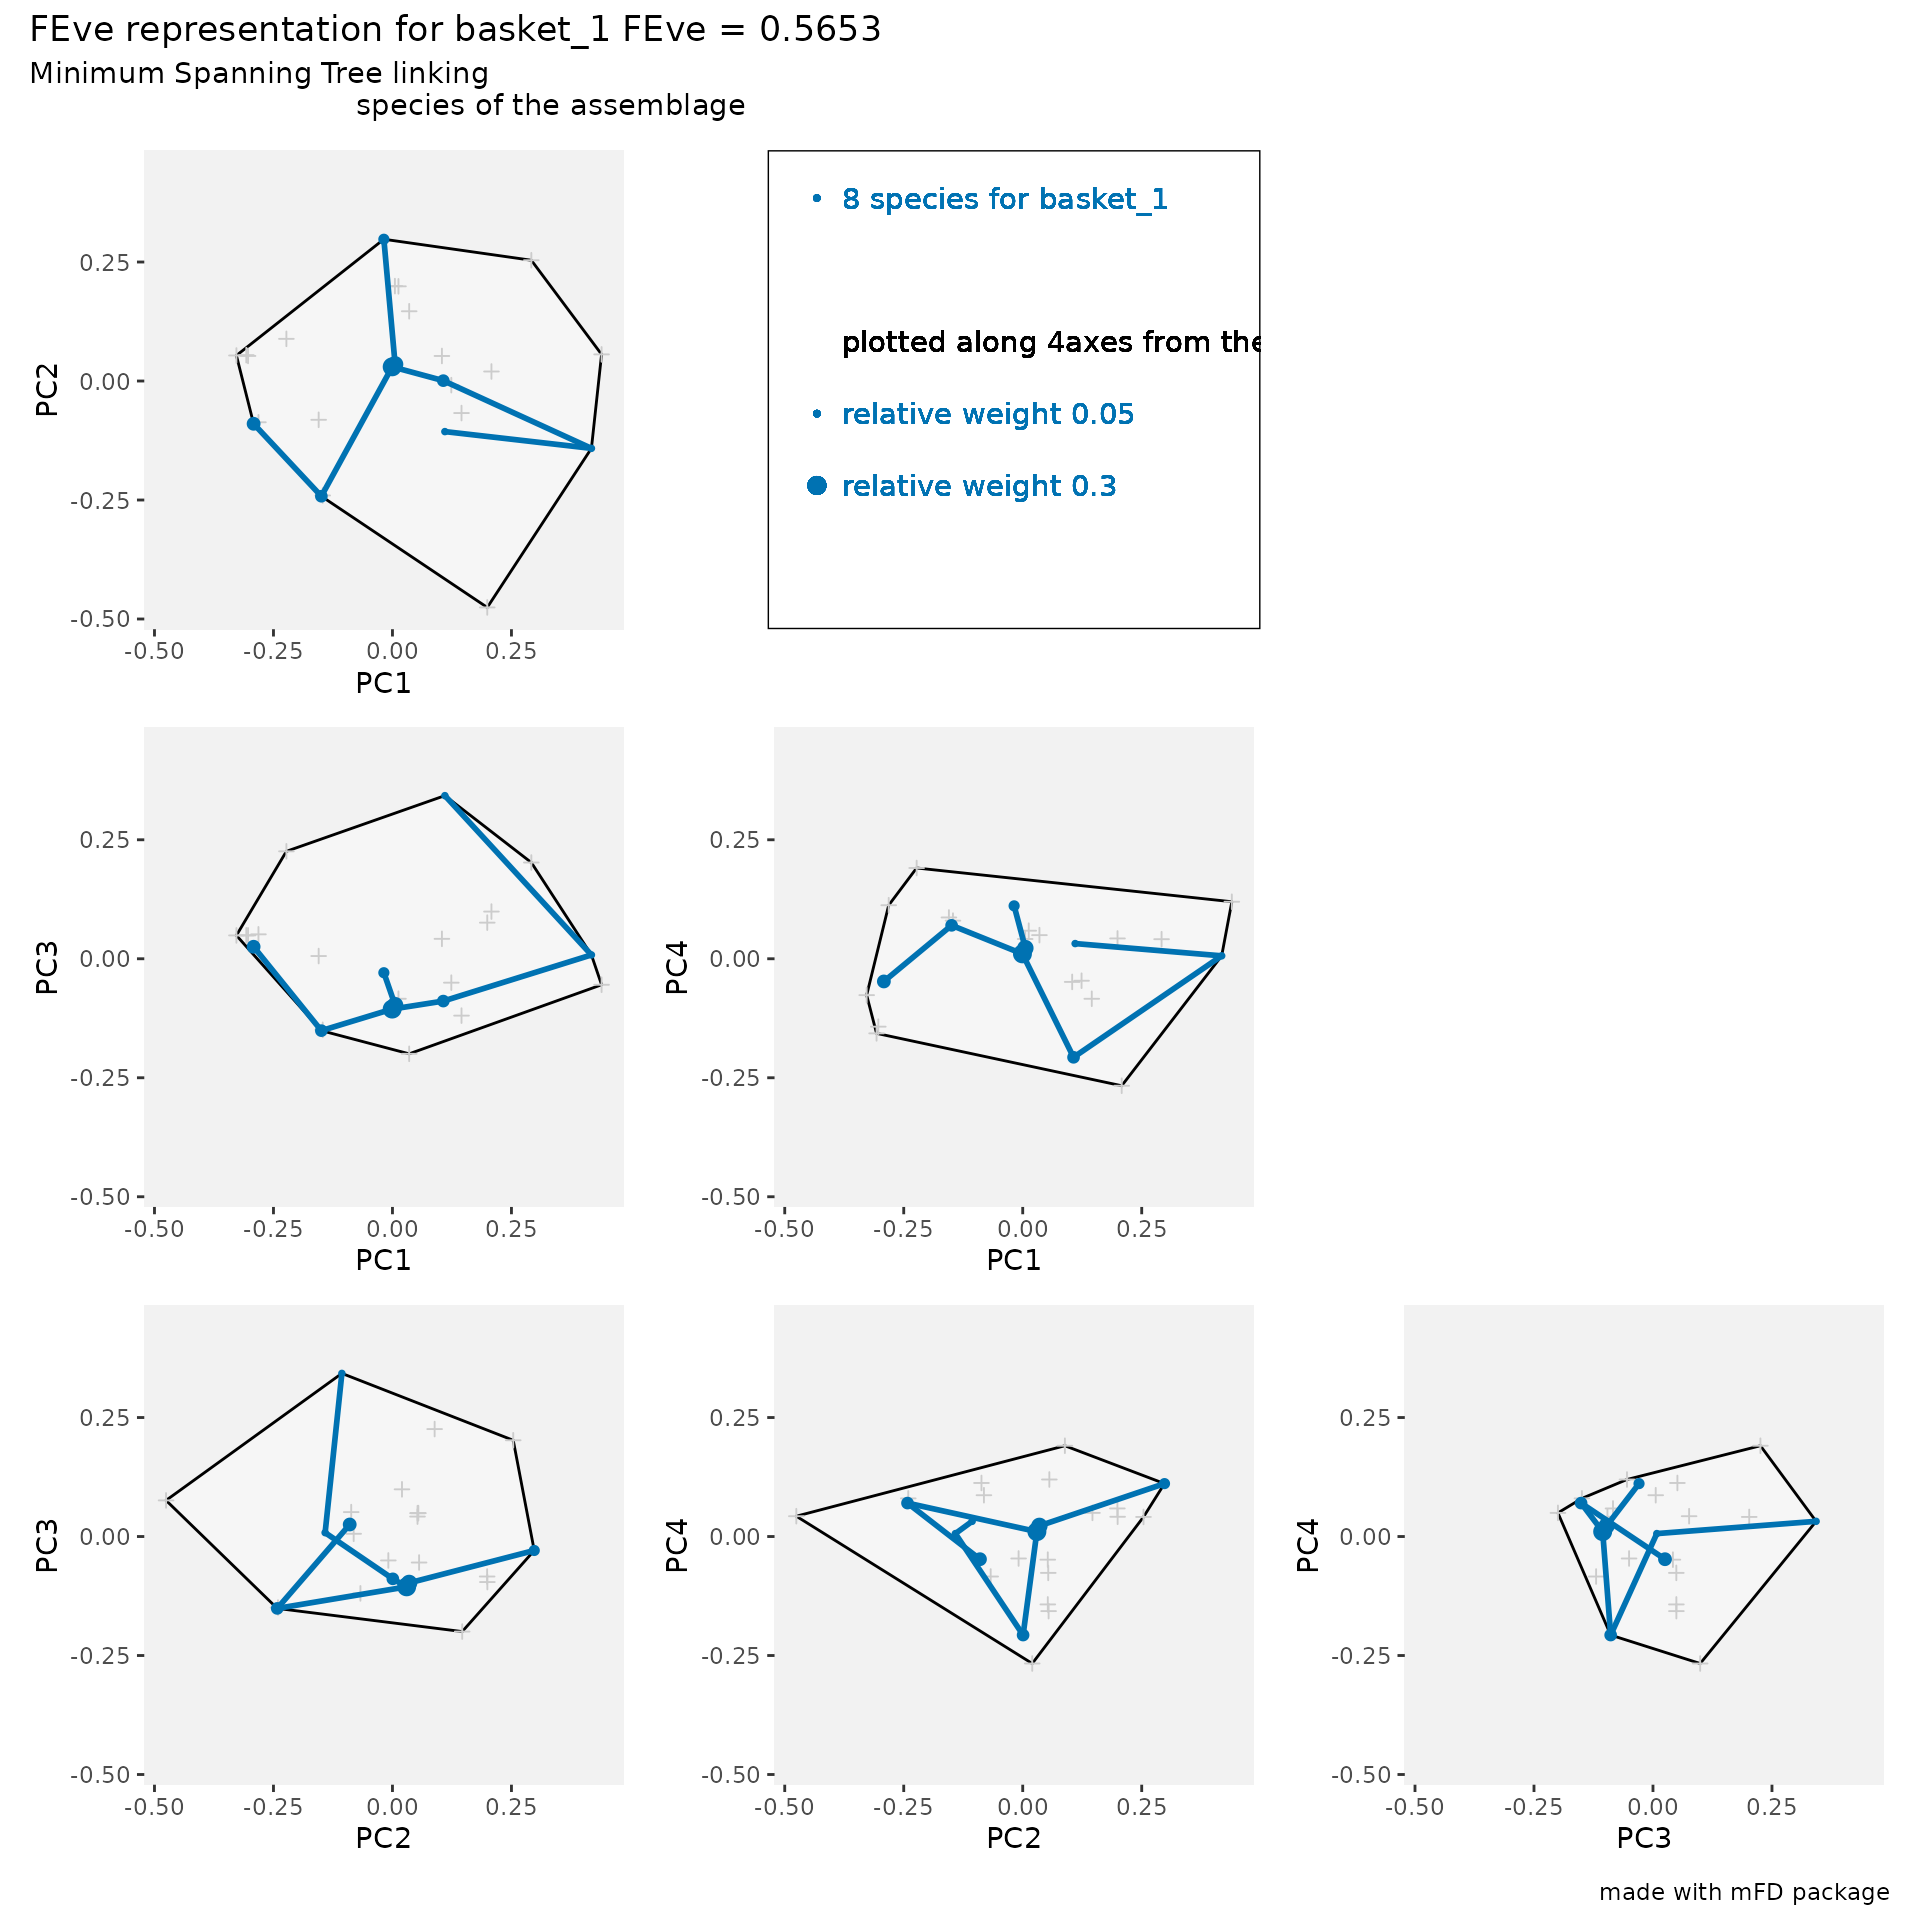 FEve representation for basket_1 FEve = 0.5653
Minimum Spanning Tree linking
species of the assemblage
8 species for basket_1
plotted along 4axes from the
relative weight 0.05
relative weight 0.3
PC2
0.25
0.00
-0.25
-0.50
-0.50 -0.25 0.00 0.25
PC1
PC3
0.25
0.00
-0.25
-0.50
-0.50 -0.25 0.00 0.25
PC1
PC4
0.25
0.00
-0.25
-0.50
-0.50 -0.25 0.00 0.25
PC1
PC3
0.25
0.00
-0.25
-0.50
-0.50 -0.25 0.00 0.25
PC2
PC4
0.25
0.00
-0.25
-0.50
-0.50 -0.25 0.00 0.25
PC2
PC4
0.25
0.00
-0.25
-0.50
-0.50 -0.25 0.00 0.25
PC3
made with mFD package